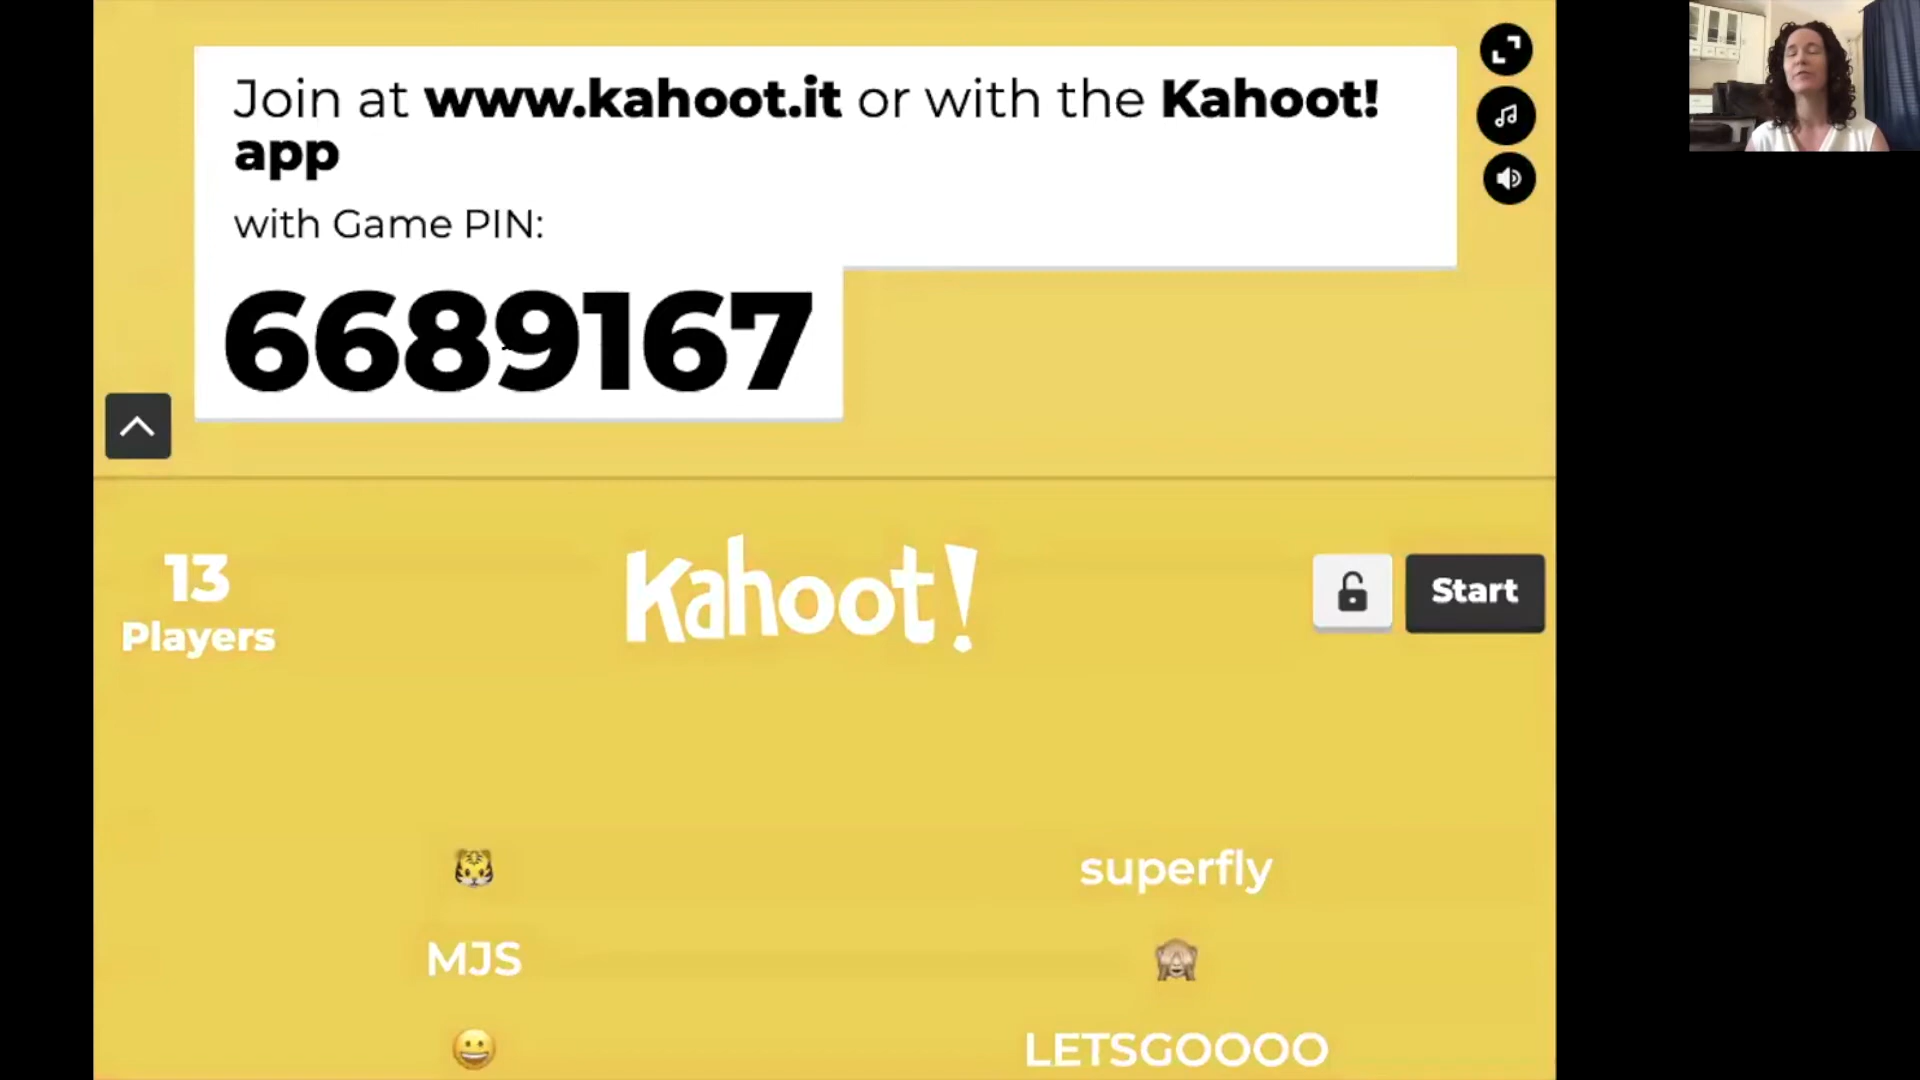 Join at www.kahoot.it or with the Kahoot!
app
with Game PIN:
6689167
13
Players
Kahoot!
Start
🐯
superfly
MJS
🙈
😀
LETSGOOOO